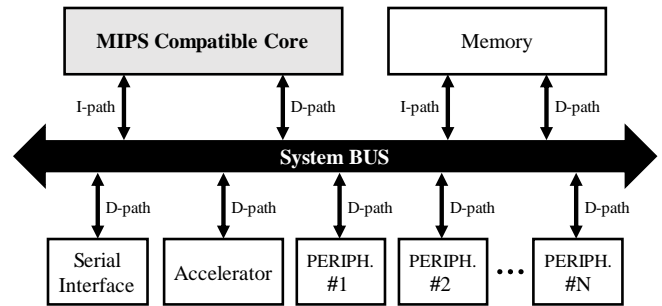 MIPS Compatible Core
Memory
I-path
D-path
I-path
D-path
System BUS
D-path
D-path
D-path
D-path
D-path
Serial
Interface
Accelerator
PERIPH.
#1
PERIPH.
#2
...
PERIPH.
#N